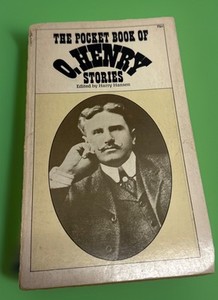 THE POCKET BOOK OF
O. HENRY
STORIES
Edited by Harry Hansen